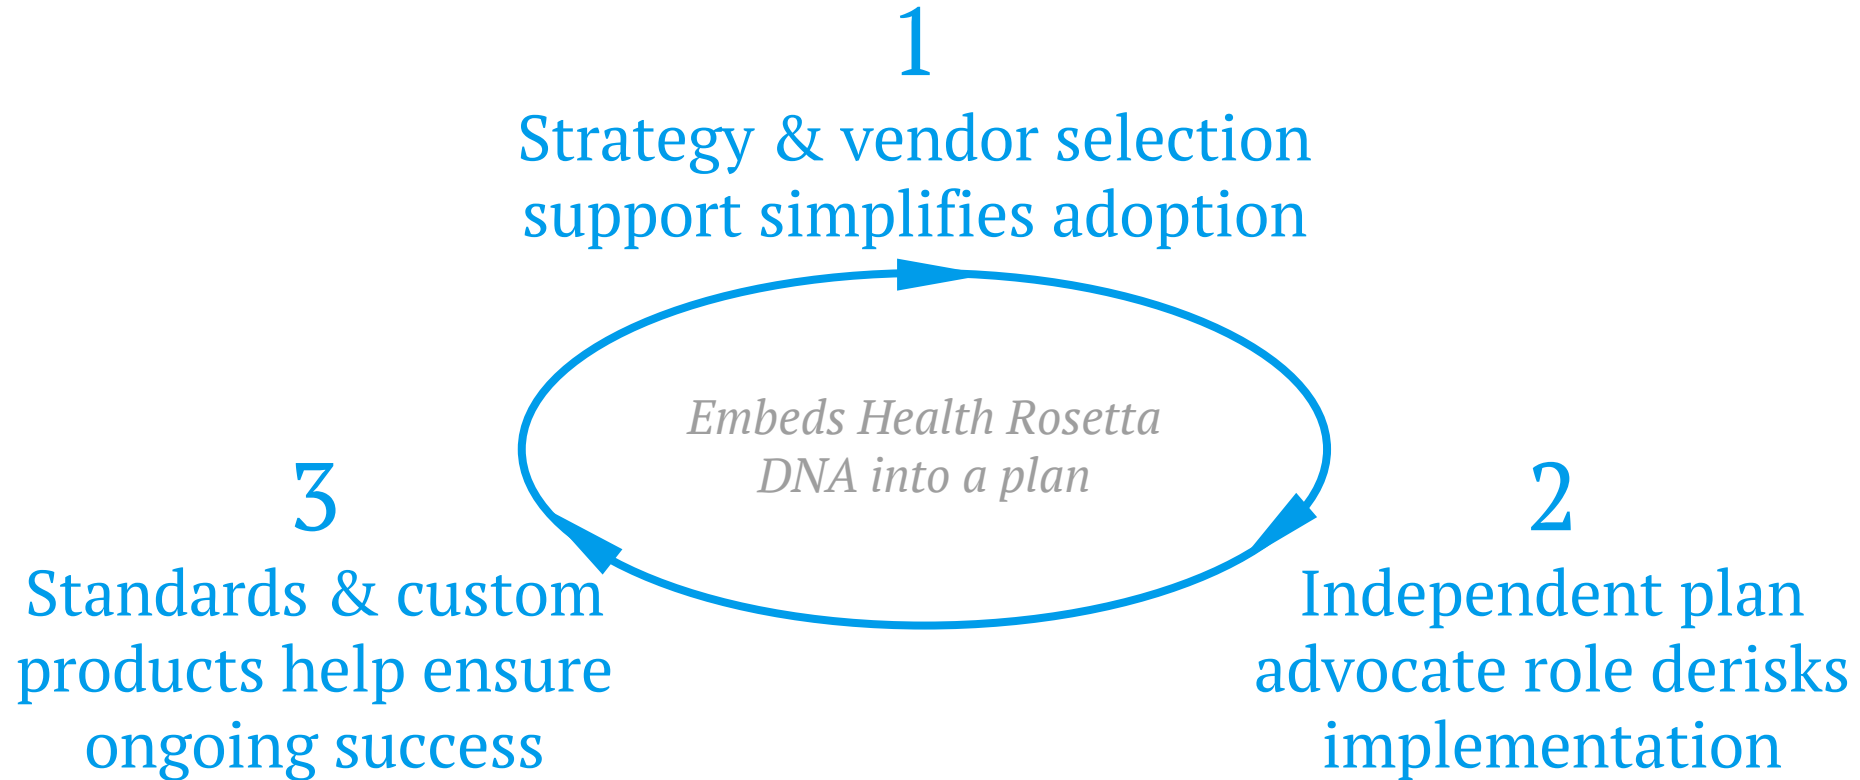 1
Strategy & vendor selection
support simplifies adoption
Embeds Health Rosetta
DNA into a plan
2
Independent plan
advocate role derisks
implementation
3
Standards & custom
products help ensure
ongoing success